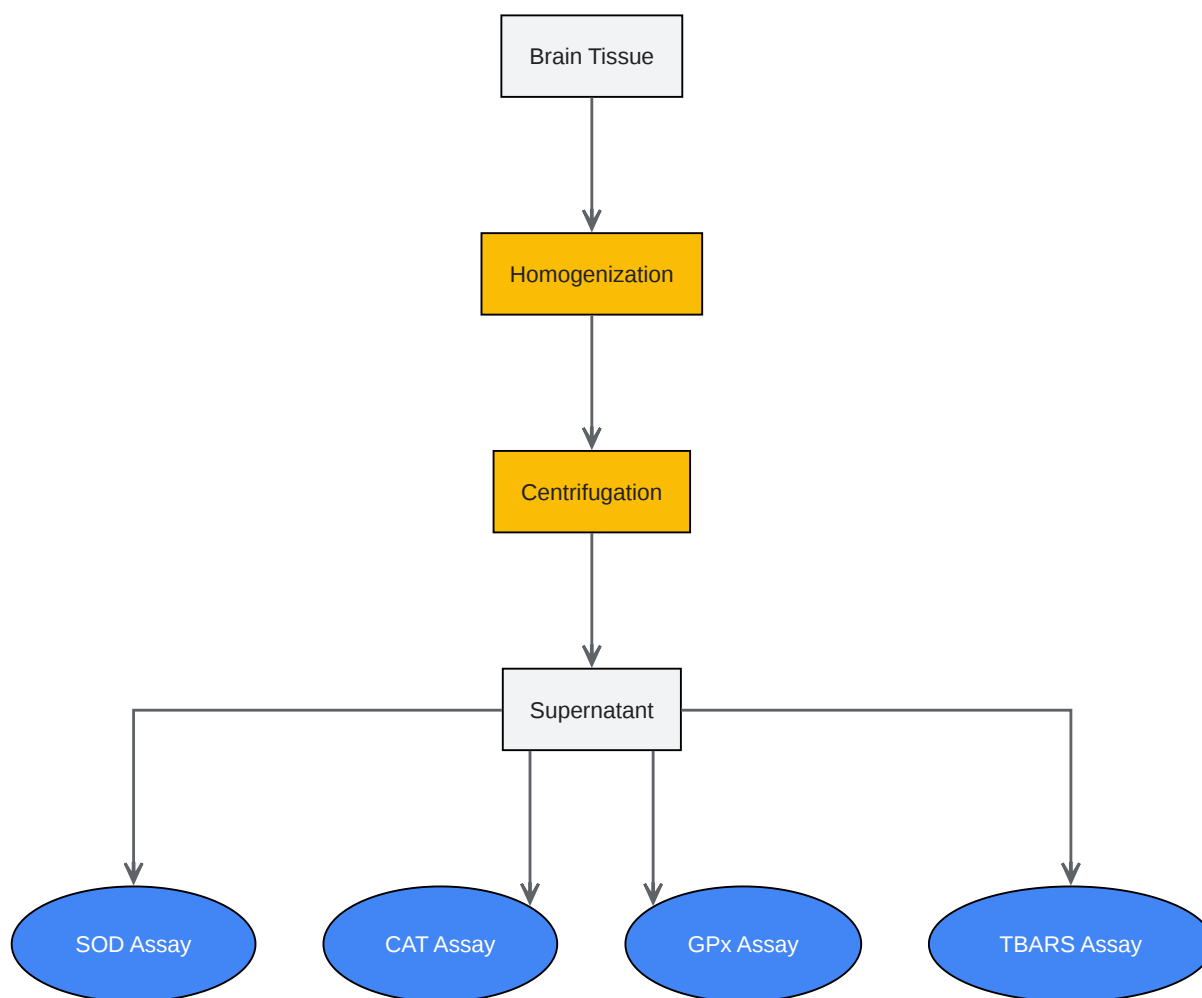 Brain Tissue
Homogenization
Centrifugation
Supernatant
SOD Assay
CAT Assay
GPx Assay
TBARS Assay